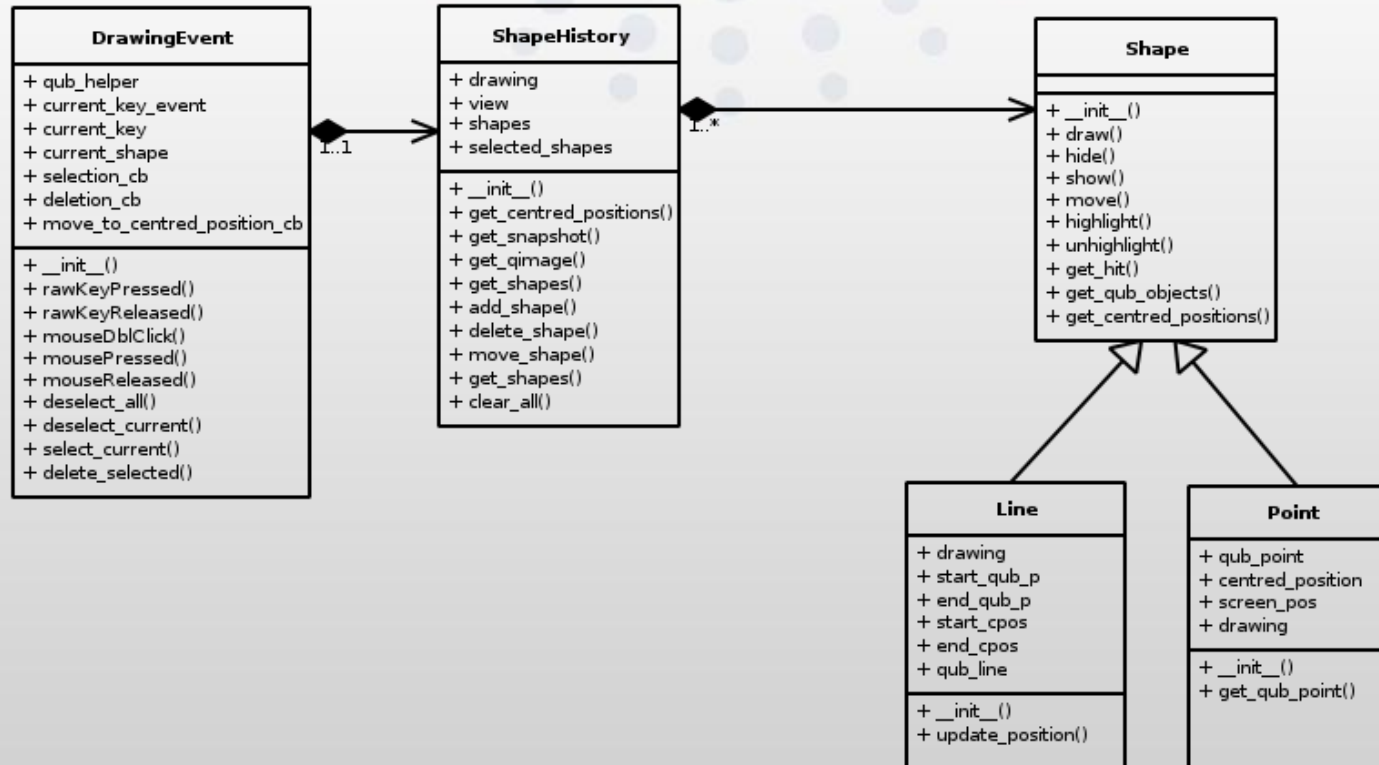 DrawingEvent
+ qub_helper
+ current_key_event
+ current_key
+ current_shape
+ selection_cb
+ deletion_cb
+ move_to_centred_position_cb
+ __init__()
+ rawKeyPressed()
+ rawKeyReleased()
+ mouseDblClick()
+ mousePressed()
+ mouseReleased()
+ deselect_all()
+ deselect_current()
+ select_current()
+ delete_selected()
1..1
ShapeHistory
+ drawing
+ view
+ shapes
+ selected_shapes
+ __init__()
+ get_centred_positions()
+ get_snapshot()
+ get_qimage()
+ get_shapes()
+ add_shape()
+ delete_shape()
+ move_shape()
+ get_shapes()
+ clear_all()
1..*
Shape
+ __init__()
+ draw()
+ hide()
+ show()
+ move()
+ highlight()
+ unhighlight()
+ get_hit()
+ get_qub_objects()
+ get_centred_positions()
Line
+ drawing
+ start_qub_p
+ end_qub_p
+ start_cpos
+ end_cpos
+ qub_line
+ __init__()
+ update_position()
Point
+ qub_point
+ centred_position
+ screen_pos
+ drawing
+ __init__()
+ get_qub_point()